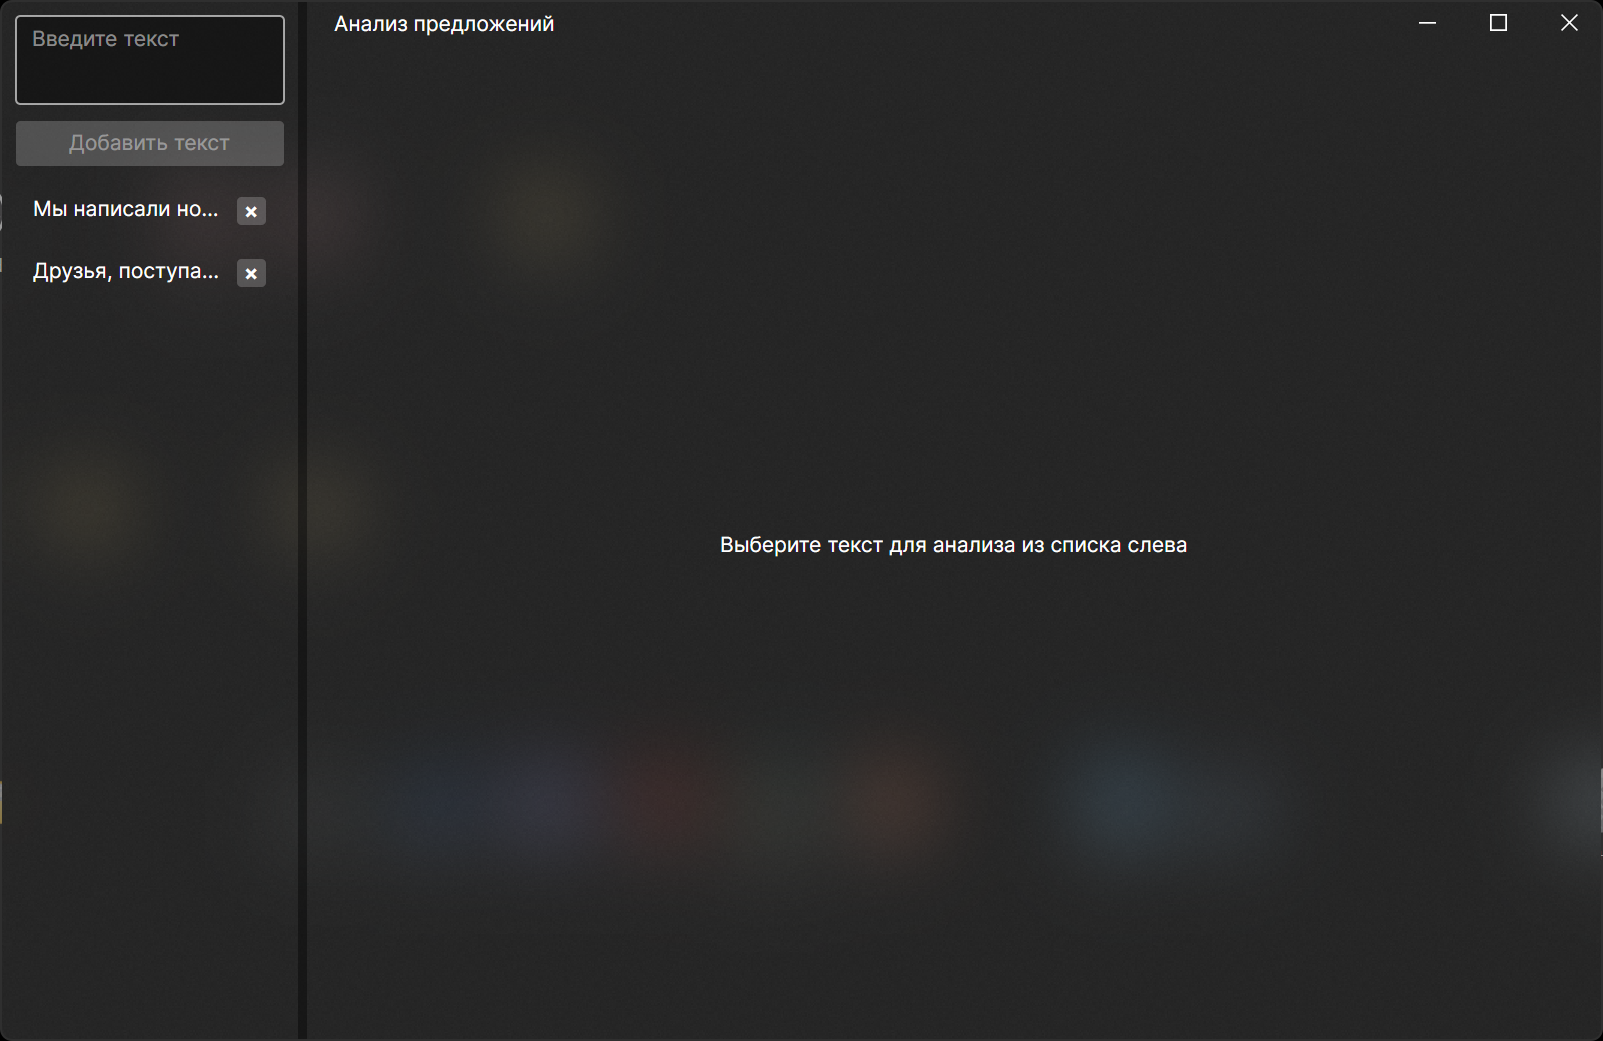 Введите текст
Добавить текст
Мы написали но...
Друзья, поступа...
Анализ предложений
Выберите текст для анализа из списка слева